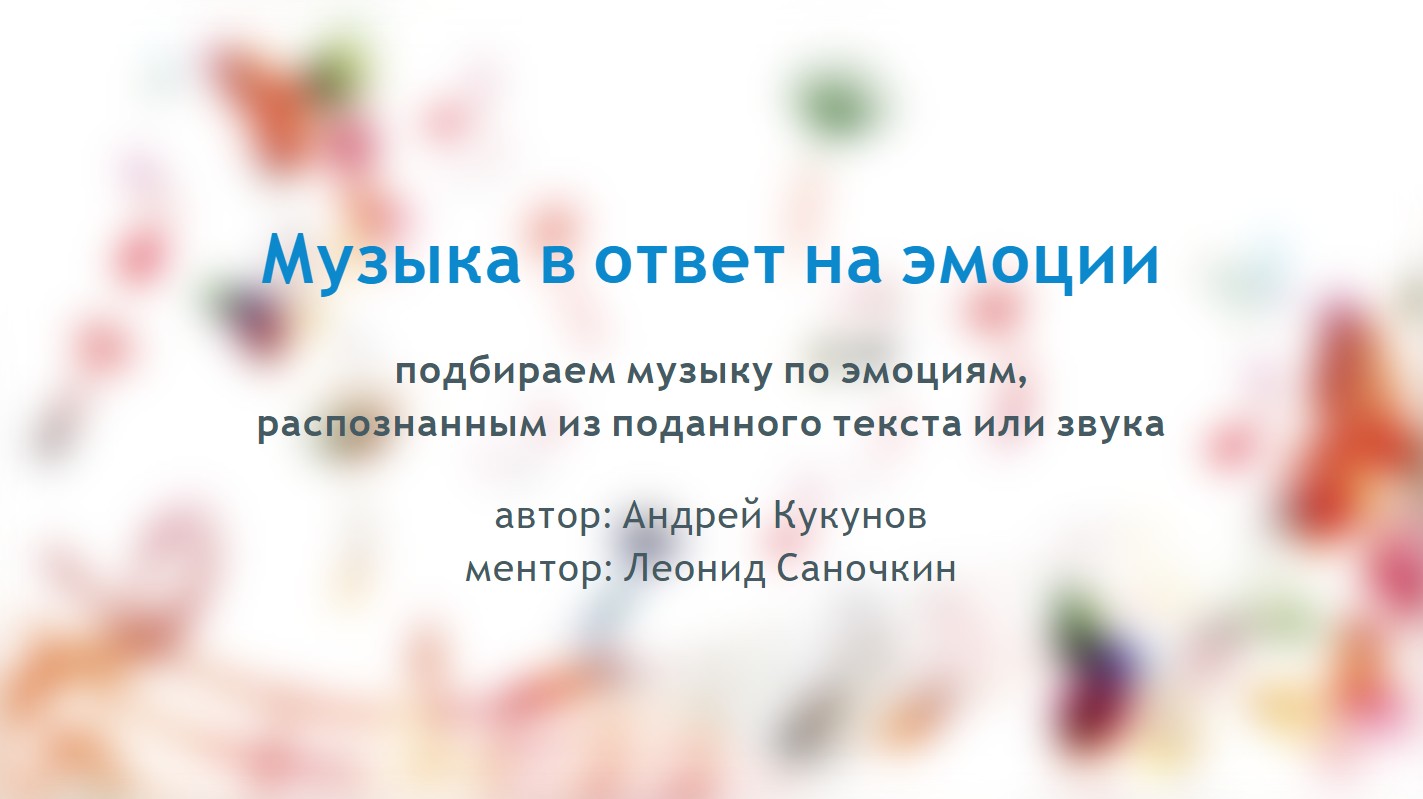 Музыка в ответ на эмоции
подбираем музыку по эмоциям,
распознанным из поданного текста или звука
автор: Андрей Кукунов
ментор: Леонид Саночкин